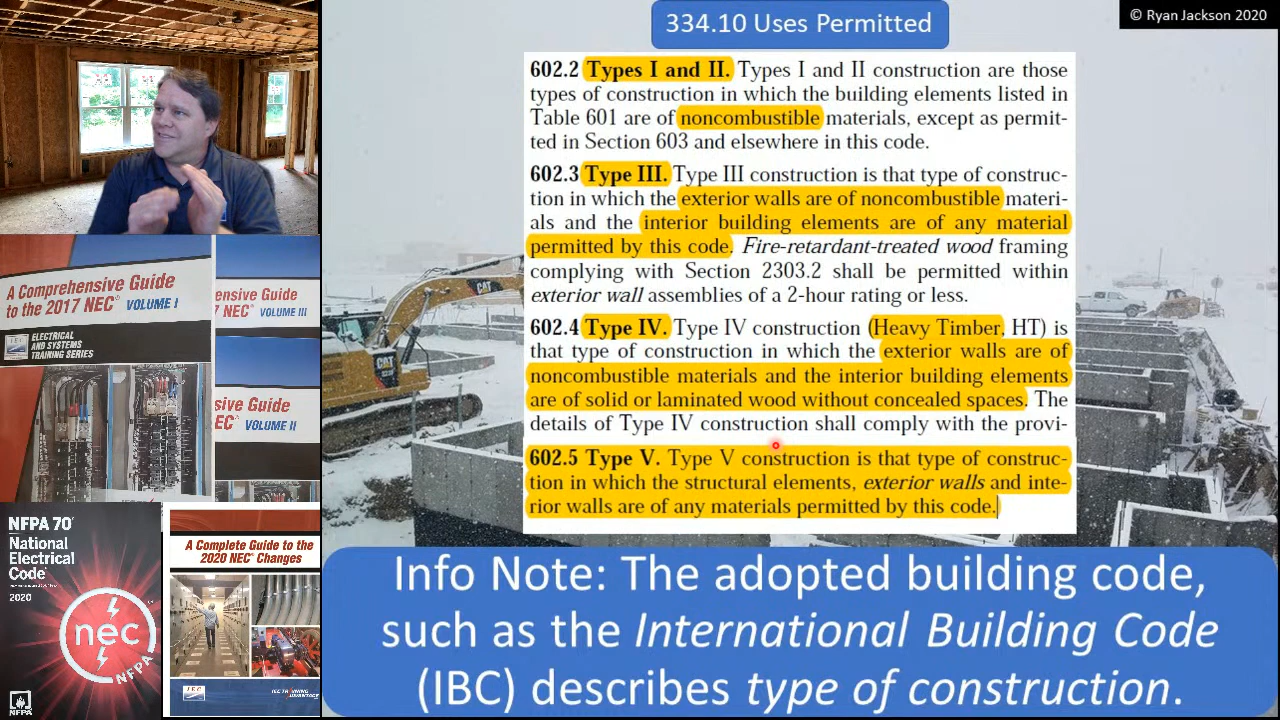 334.10 Uses Permitted
© Ryan Jackson 2020
602.2 Types I and II. Types I and II construction are those
types of construction in which the building elements listed in
Table 601 are of noncombustible materials, except as permit-
ted in Section 603 and elsewhere in this code.
602.3 Type III. Type III construction is that type of construc-
tion in which the exterior walls are of noncombustible materi-
als and the interior building elements are of any material
permitted by this code. Fire-retardant-treated wood framing
complying with Section 2303.2 shall be permitted within
exterior wall assemblies of a 2-hour rating or less.
602.4 Type IV. Type IV construction (Heavy Timber, HT) is
that type of construction in which the exterior walls are of
noncombustible materials and the interior building elements
are of solid or laminated wood without concealed spaces. The
details of Type IV construction shall comply with the provi-
602.5 Type V. Type V construction is that type of construc-
tion in which the structural elements, exterior walls and inte-
rior walls are of any materials permitted by this code.
Info Note: The adopted building code,
such as the International Building Code
(IBC) describes type of construction.
A Comprehensive Guide
to the 2017 NEC® VOLUME I
IEC
ELECTRICAL
AND SYSTEMS
TRAINING SERIES
ensive Guide
7 NEC® VOLUME III
sive Guide
EC® VOLUME II
NFPA 70®
National
Electrical
Code®
2020
nec
NFPA
NFPA
A Complete Guide to the
2020 NEC® Changes
IEC
IEC TRAINING
ADVANTAGE
CAT
CAT